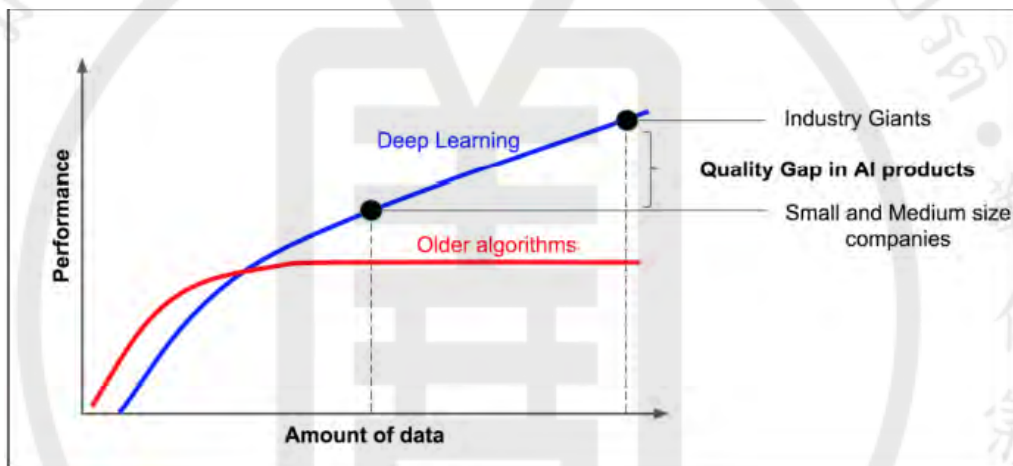 Deep Learning
Industry Giants
Quality Gap in AI products
Small and Medium size
companies
Older algorithms
Performance
Amount of data